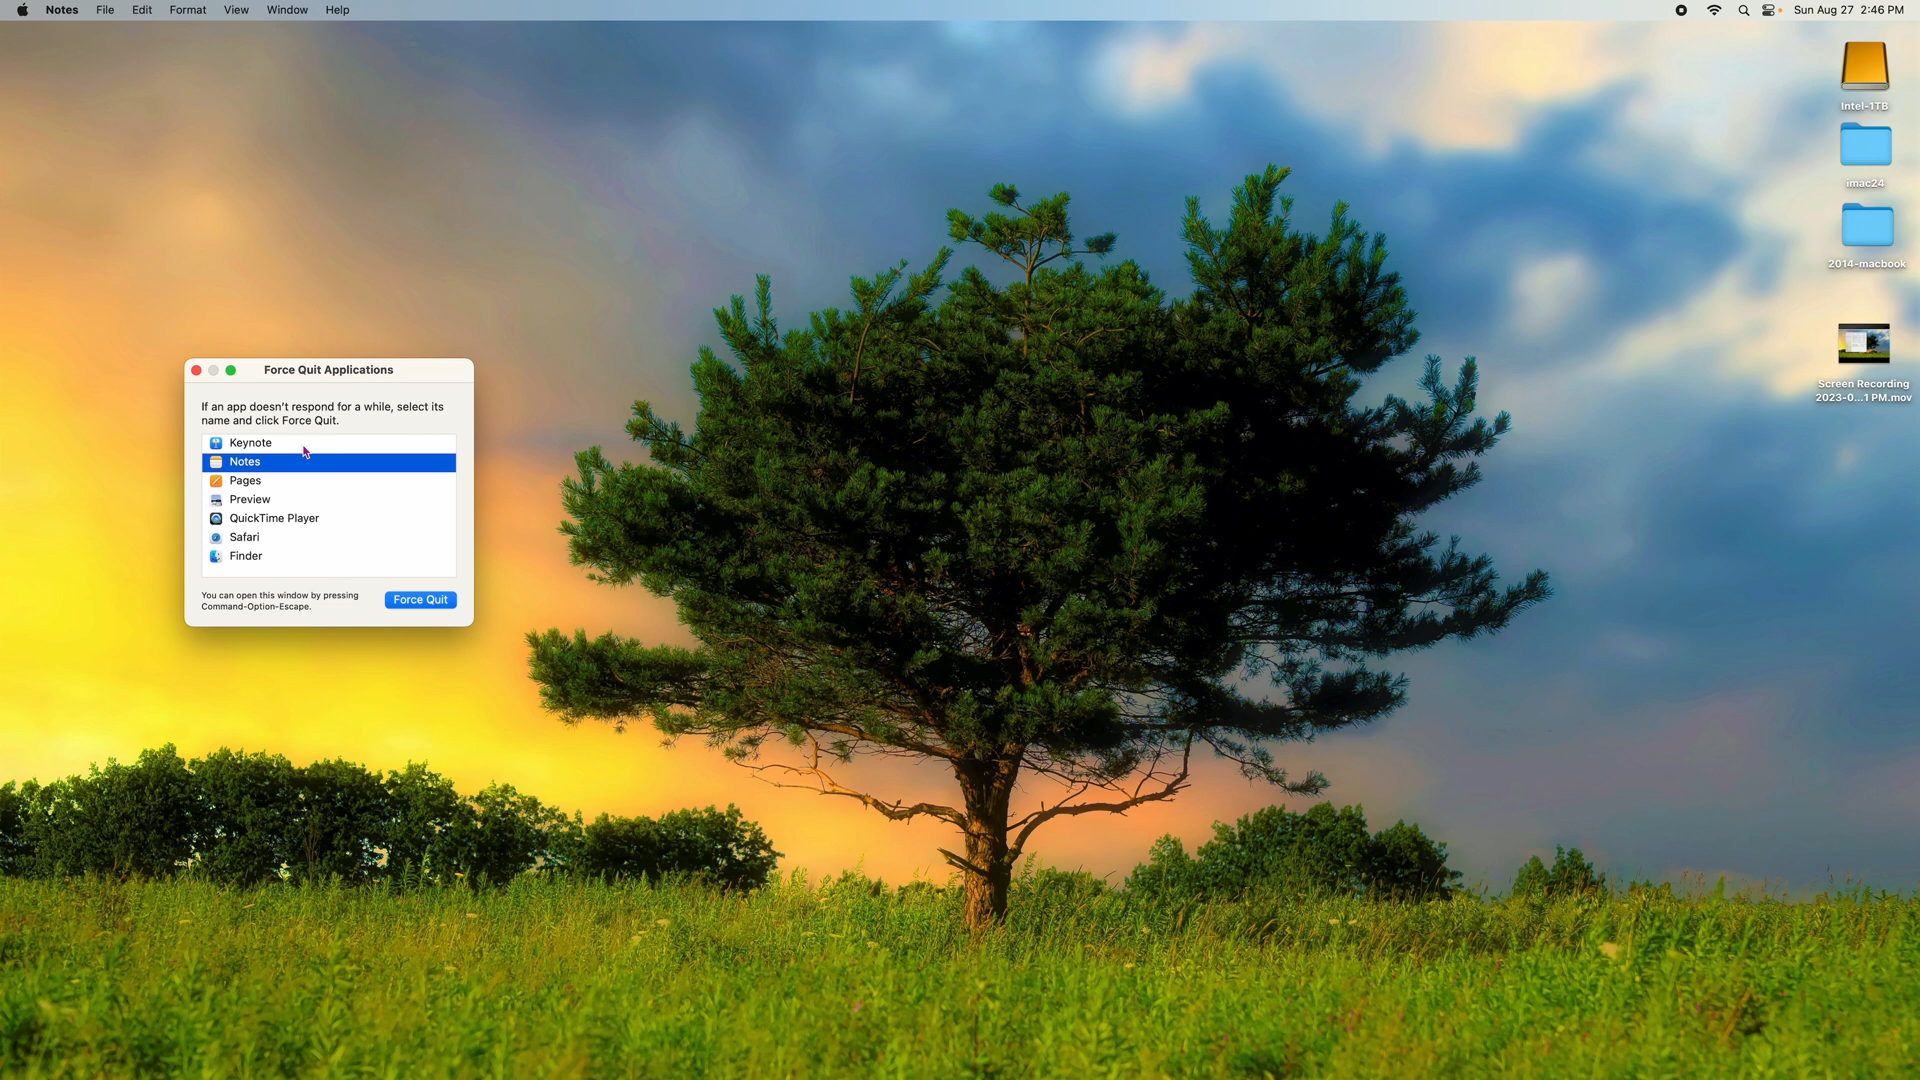 Notes File Edit Format View Window Help Sun Aug 27 2:46 PM
Intel-1TB
imac24
2014-macbook
Screen Recording
2023-0...1 PM.mov
Force Quit Applications
If an app doesn't respond for a while, select its
name and click Force Quit.
Keynote
Notes
Pages
Preview
QuickTime Player
Safari
Finder
You can open this window by pressing
Command-Option-Escape.
Force Quit